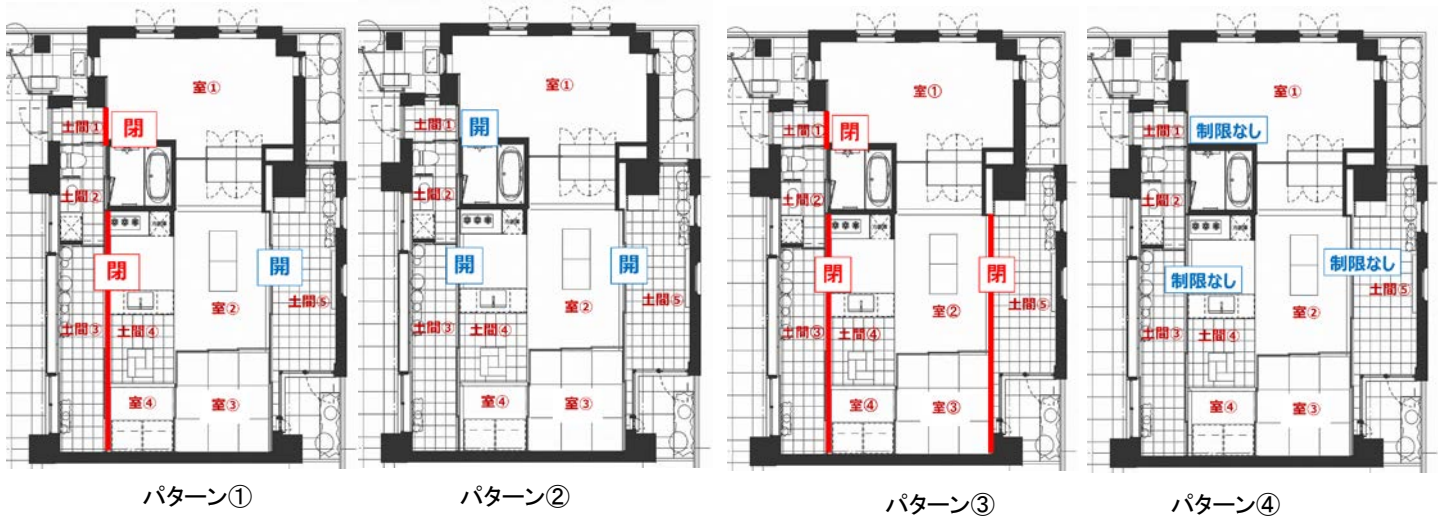 室①
閉
土間①
土間②
閉
開
土間⑤
室②
土間③
土間④
室④
室③
パターン①
室①
土間①
開
土間②
開
開
室②
土間⑤
土間③
土間④
室④
室③
パターン②
室①
土間①
閉
土間②
閉
閉
室②
土間⑤
土間③
土間④
室④
室③
パターン③
室①
土間①
制限なし
土間②
制限なし
制限なし
室②
土間⑤
土間③
土間④
室④
室③
パターン④